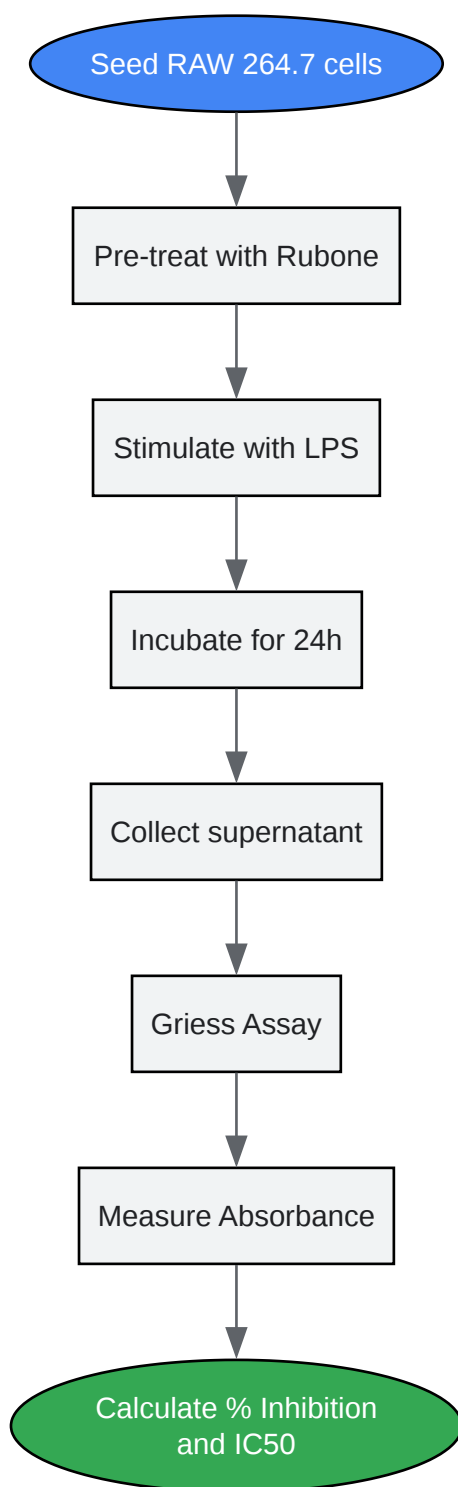 Seed RAW 264.7 cells
Pre-treat with Rubone
Stimulate with LPS
Incubate for 24h
Collect supernatant
Griess Assay
Measure Absorbance
Calculate % Inhibition
and IC50